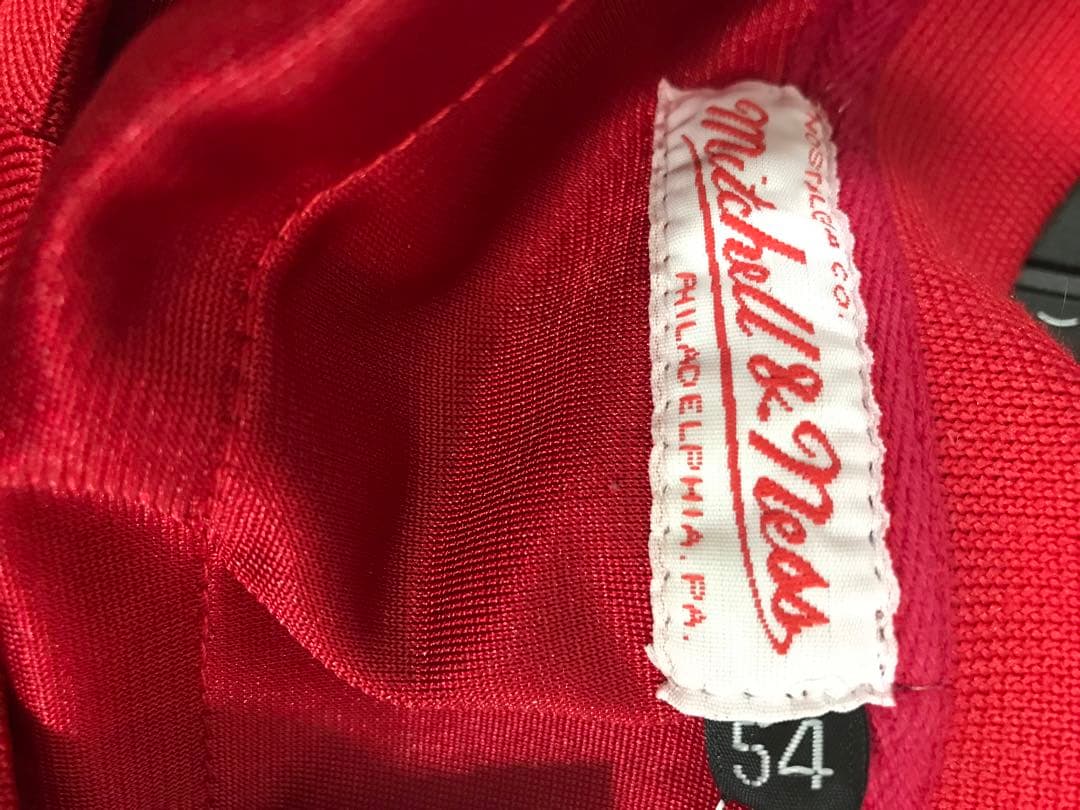 NOSTALGIA CO.
Mitchell & Ness
PHILADELPHIA, PA.
54